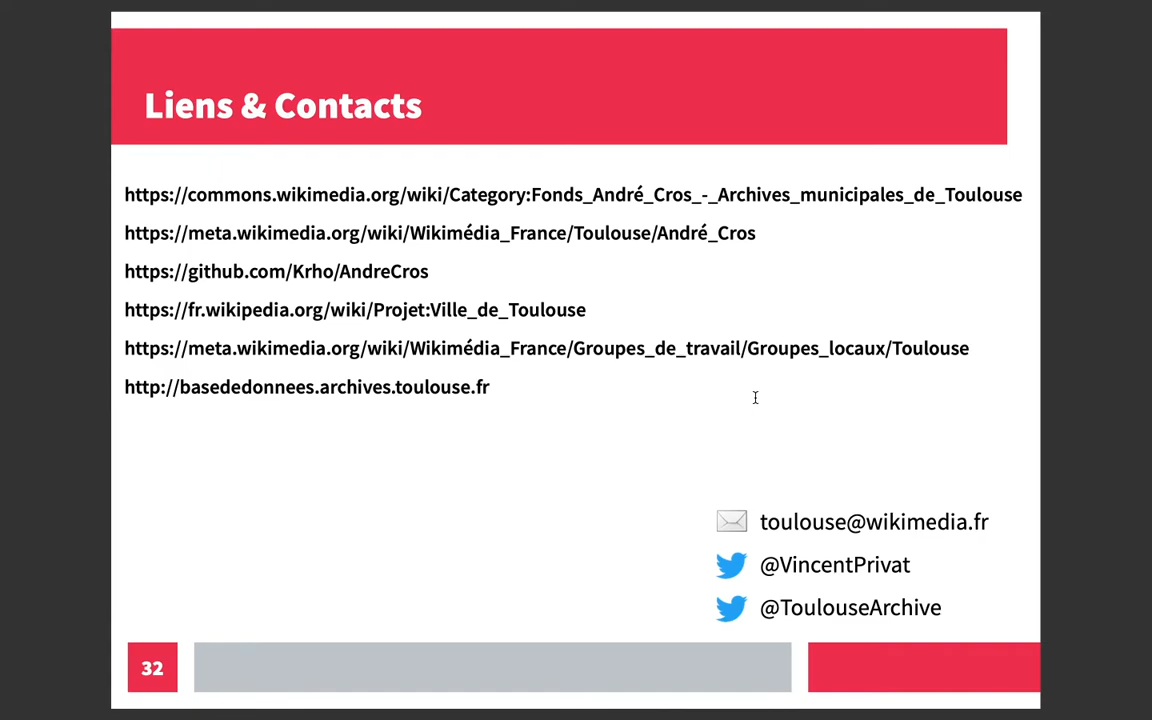 Liens & Contacts
https://commons.wikimedia.org/wiki/Category:Fonds_André_Cros_-_Archives_municipales_de_Toulouse
https://meta.wikimedia.org/wiki/Wikimédia_France/Toulouse/André_Cros
https://github.com/Krho/AndreCros
https://fr.wikipedia.org/wiki/Projet:Ville_de_Toulouse
https://meta.wikimedia.org/wiki/Wikimédia_France/Groupes_de_travail/Groupes_locaux/Toulouse
http://basededonnees.archives.toulouse.fr
toulouse@wikimedia.fr
@VincentPrivat
@ToulouseArchive
32